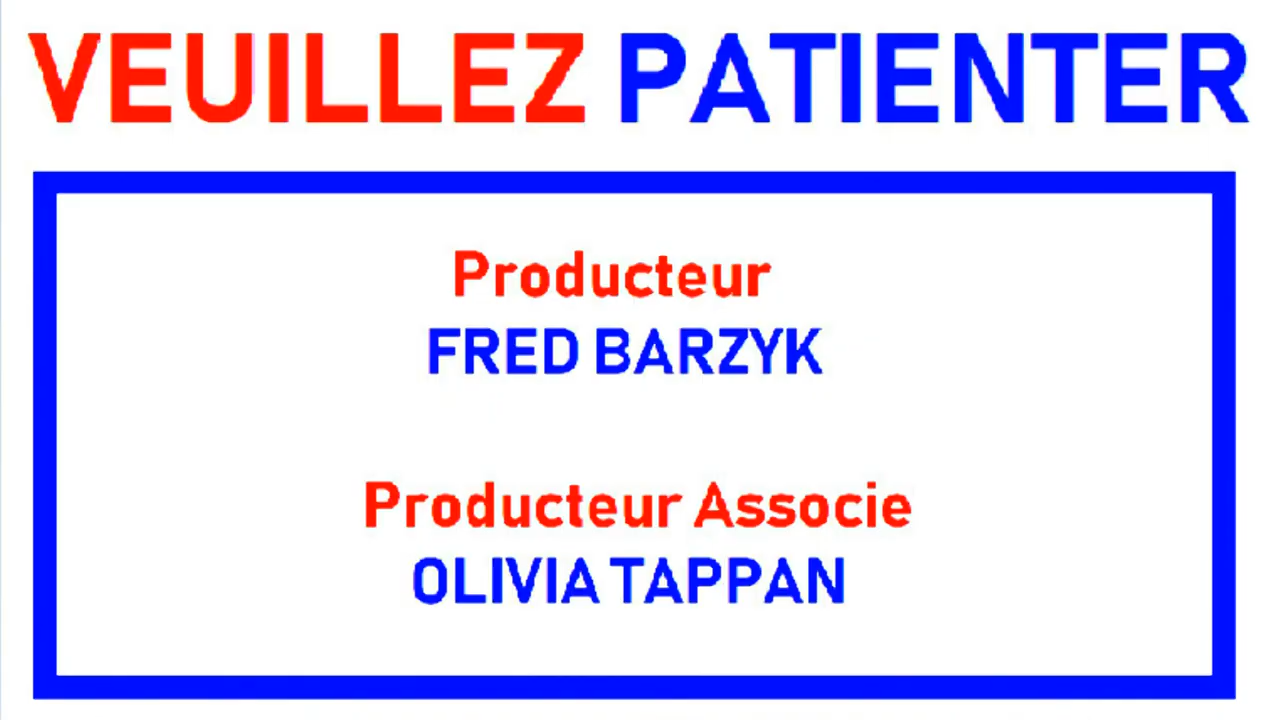 VEUILLEZ PATIENTER
Producteur
FRED BARZYK
Producteur Associe
OLIVIA TAPPAN